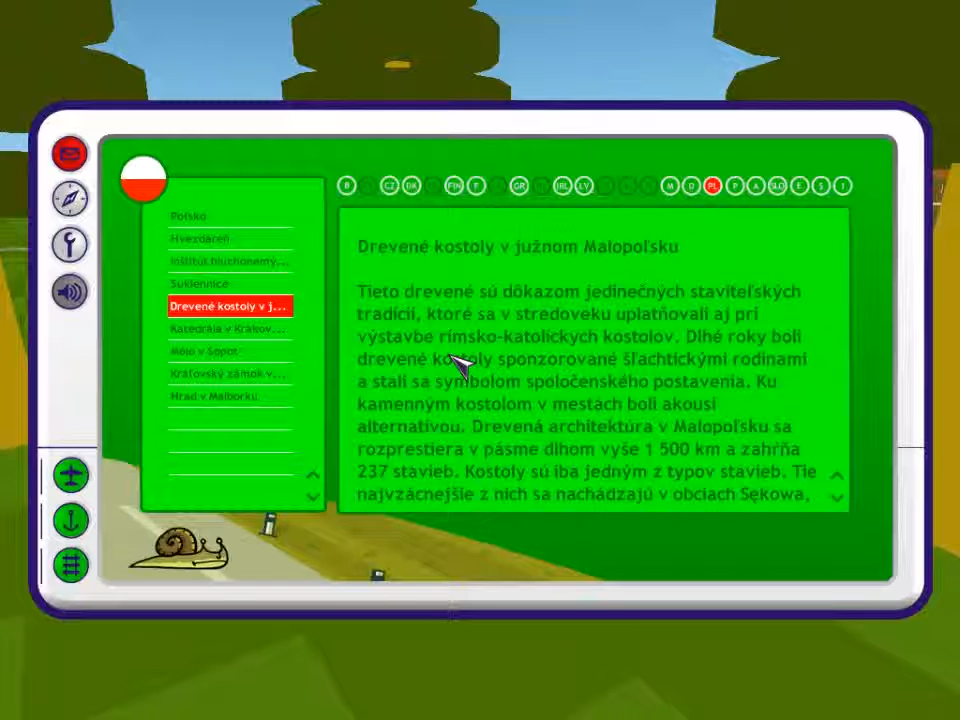 B CZ DK FIN F GR IRL LV M D PL P A SLO E S I
Poľsko
Hvezdáreň
Inštitút hluchonemý...
Sukiennice
Drevené kostoly v j...
Katedrála v Krakov...
Mólo v Sopot
Kráľovský zámok v...
Hrad v Malborku
Drevené kostoly v južnom Malopoľsku
Tieto drevené sú dôkazom jedinečných staviteľských
tradícií, ktoré sa v stredoveku uplatňovali aj pri
výstavbe rímsko-katolíckych kostolov. Dlhé roky boli
drevené kostoly sponzorované šľachtickými rodinami
a stali sa symbolom spoločenského postavenia. Ku
kamenným kostolom v mestách boli akousi
alternatívou. Drevená architektúra v Malopoľsku sa
rozprestiera v pásme dlhom vyše 1 500 km a zahŕňa
237 stavieb. Kostoly sú iba jedným z typov stavieb. Tie
najvzácnejšie z nich sa nachádzajú v obciach Sękowa,